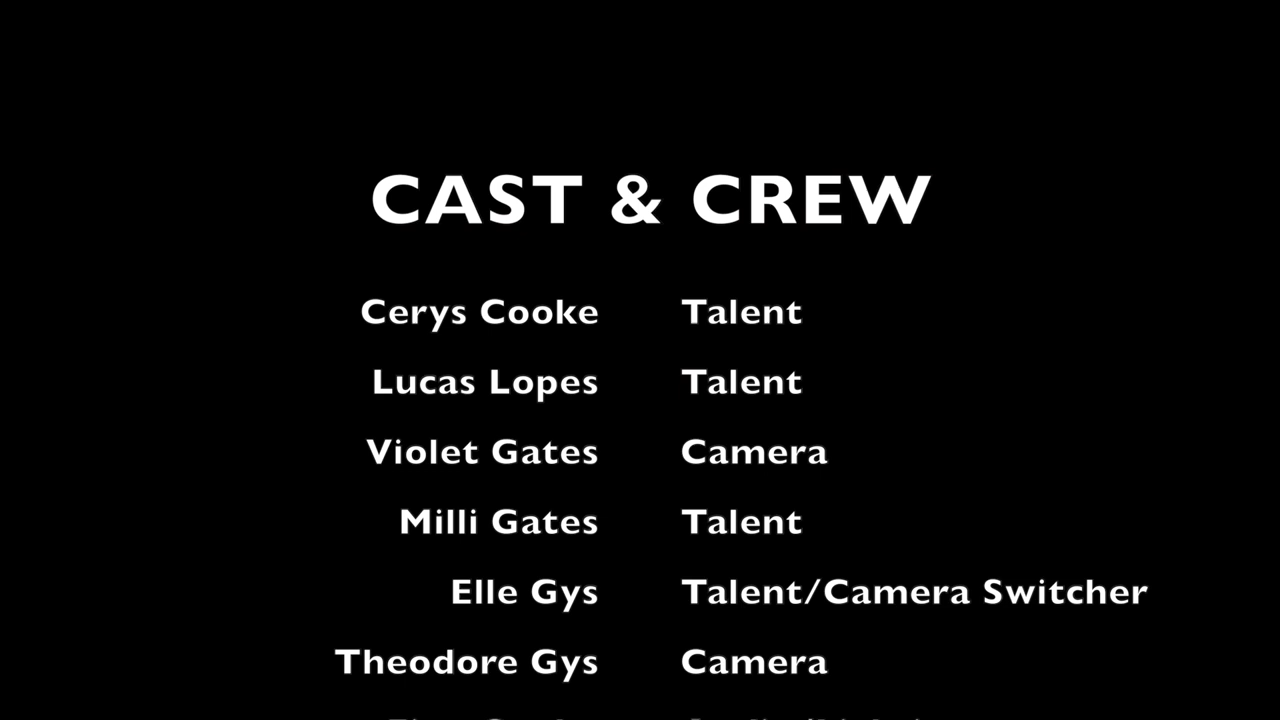 CAST & CREW
Cerys Cooke Talent
Lucas Lopes Talent
Violet Gates Camera
Milli Gates Talent
Elle Gys Talent/Camera Switcher
Theodore Gys Camera